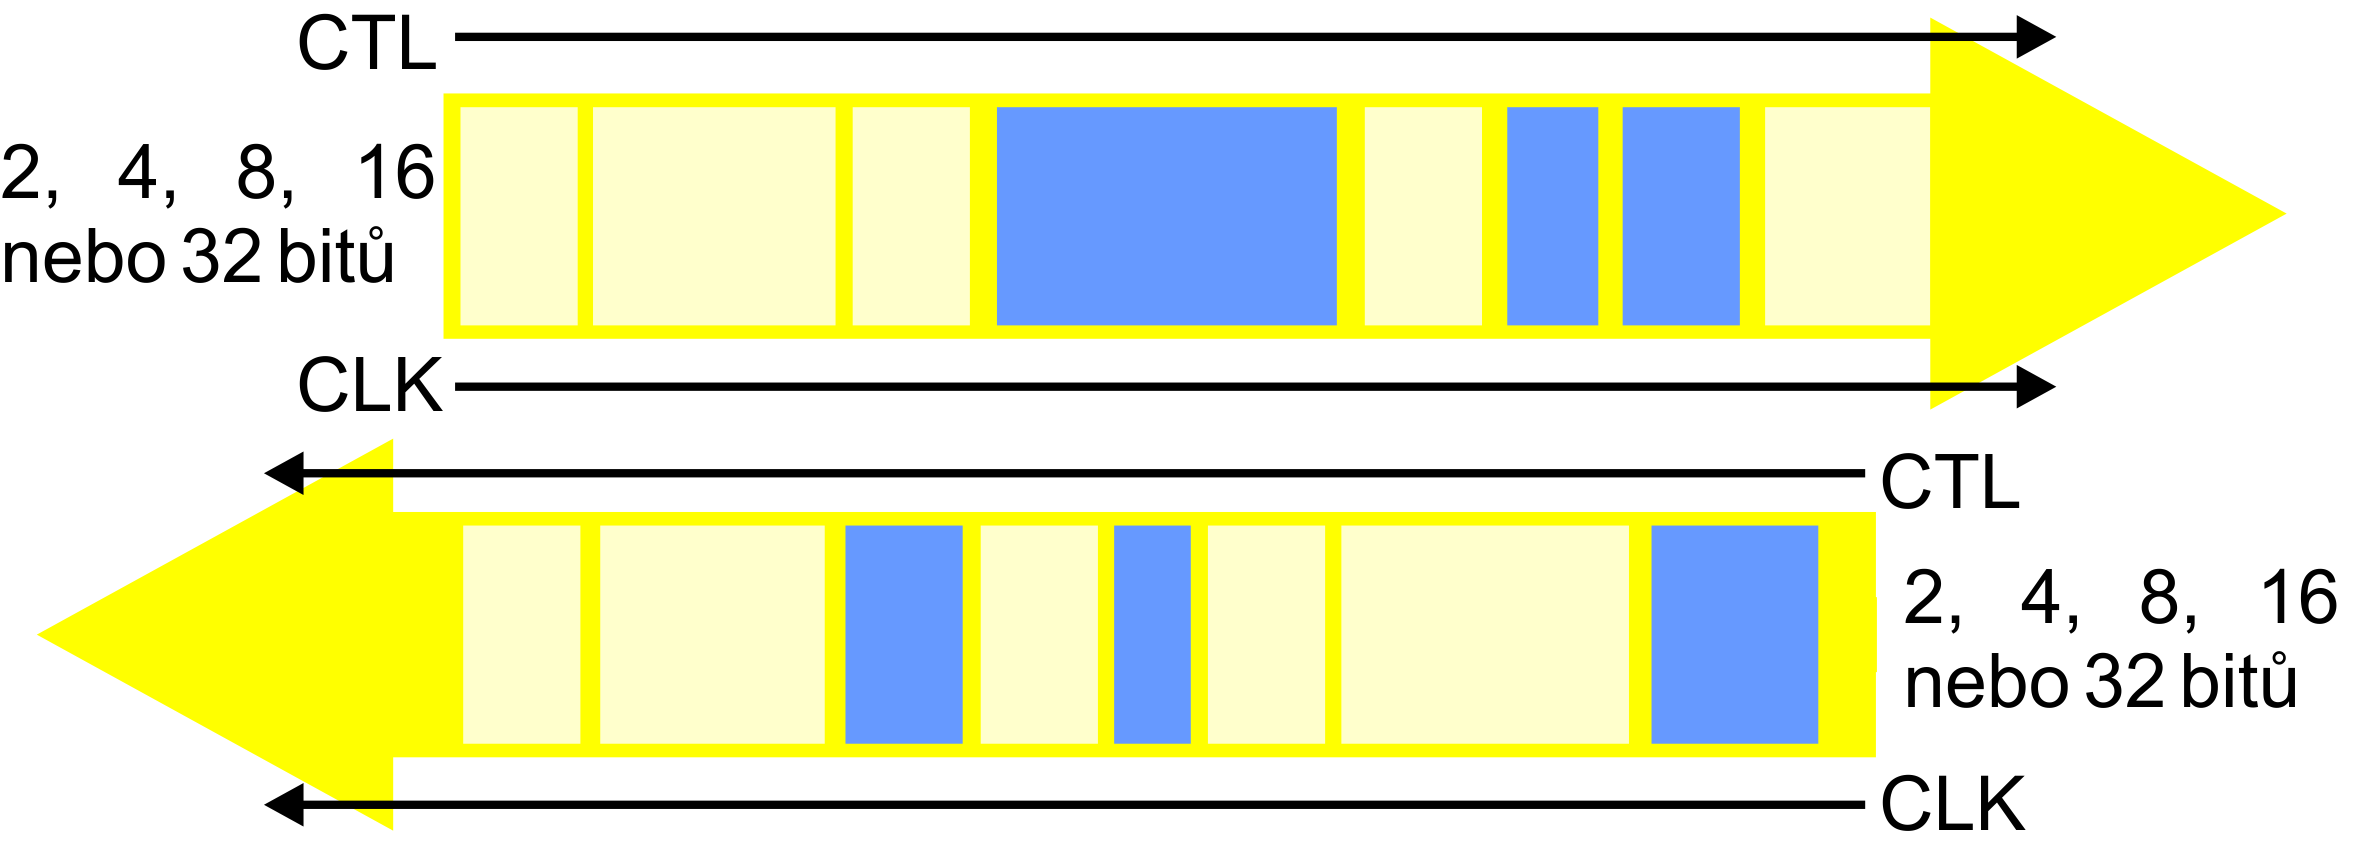 CTL
2, 4, 8, 16
nebo 32 bitů
CLK
CTL
2, 4, 8, 16
nebo 32 bitů
CLK